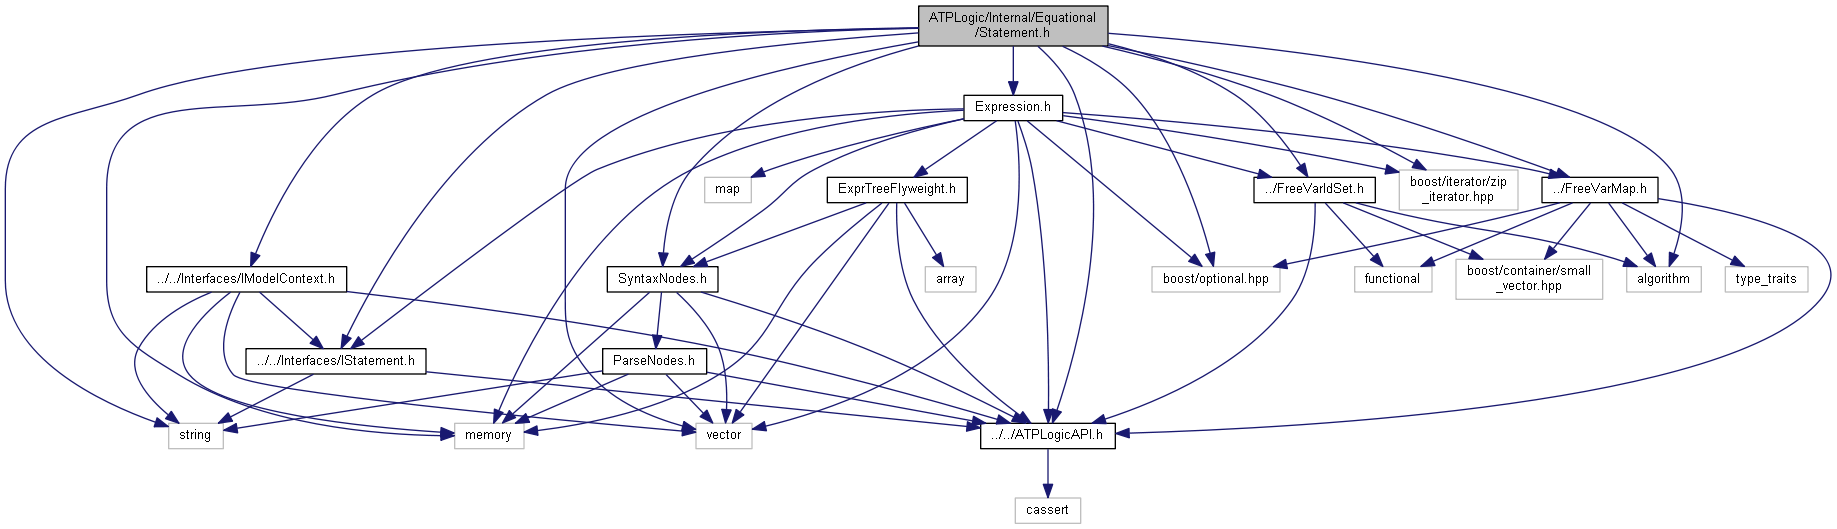 ATPLogic/Internal/Equational
/Statement.h
Expression.h
map
ExprTreeFlyweight.h
../FreeVarIdSet.h
boost/iterator/zip
_iterator.hpp
../FreeVarMap.h
../../Interfaces/IModelContext.h
SyntaxNodes.h
array
boost/optional.hpp
functional
boost/container/small
_vector.hpp
algorithm
type_traits
../../Interfaces/IStatement.h
ParseNodes.h
string
memory
vector
../../ATPLogicAPI.h
cassert